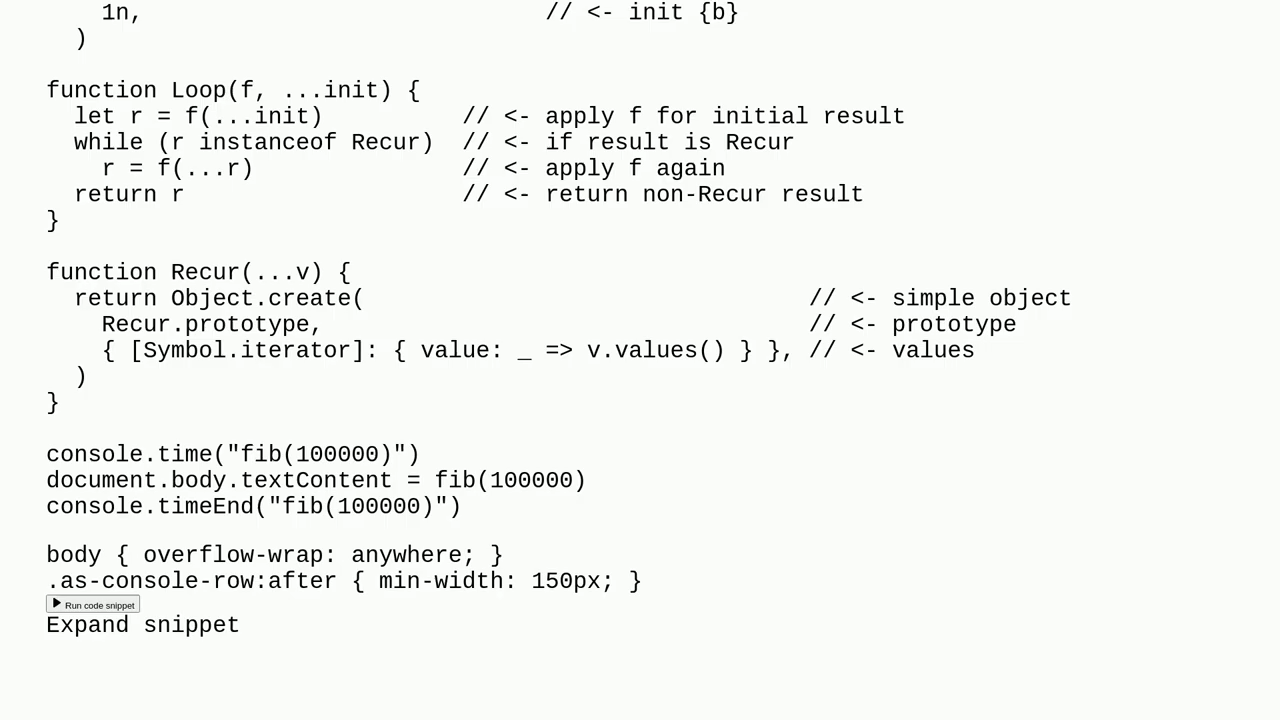 1n,                             // <- init {b}
  )

function Loop(f, ...init) {
  let r = f(...init)          // <- apply f for initial result
  while (r instanceof Recur)  // <- if result is Recur
    r = f(...r)               // <- apply f again
  return r                    // <- return non-Recur result
}

function Recur(...v) {
  return Object.create(                                // <- simple object
    Recur.prototype,                                   // <- prototype
    { [Symbol.iterator]: { value: _ => v.values() } }, // <- values
  )
}

console.time("fib(100000)")
document.body.textContent = fib(100000)
console.timeEnd("fib(100000)")

body { overflow-wrap: anywhere; }
.as-console-row:after { min-width: 150px; }
Run code snippet
Expand snippet